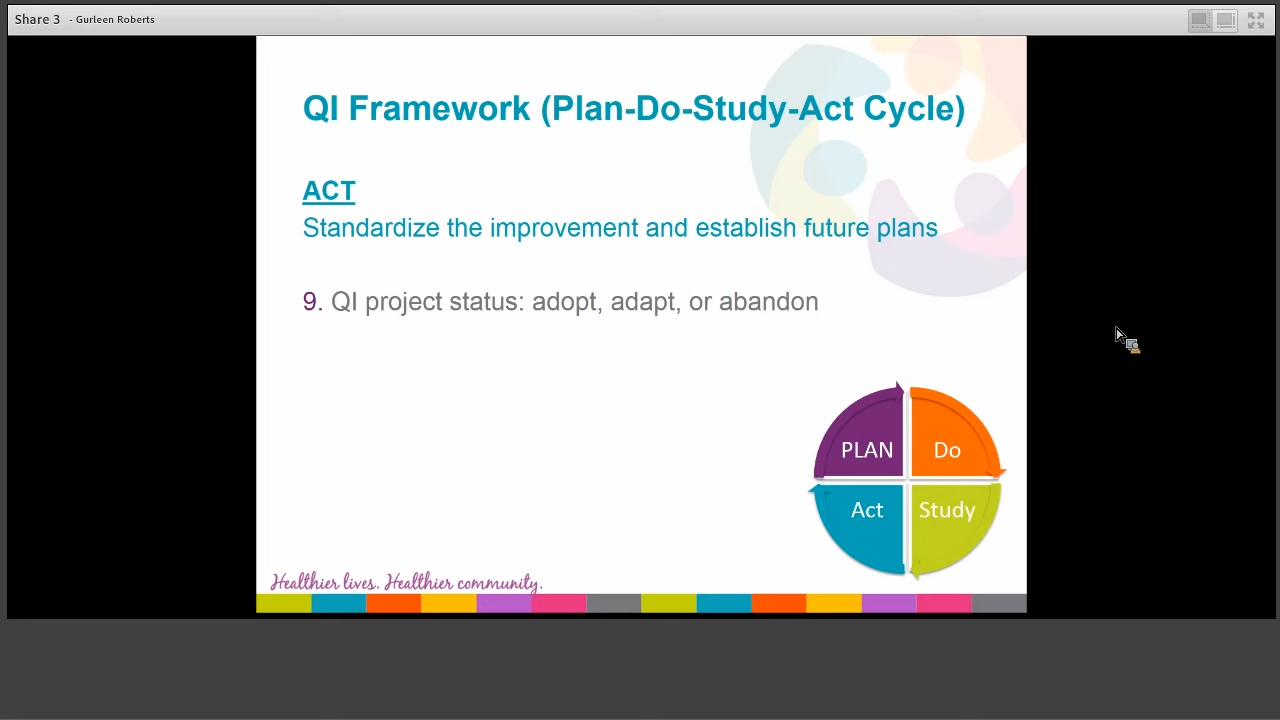 Share 3 - Gurleen Roberts
QI Framework (Plan-Do-Study-Act Cycle)
ACT
Standardize the improvement and establish future plans
9. QI project status: adopt, adapt, or abandon
PLAN
Do
Act
Study
Healthier lives. Healthier community.